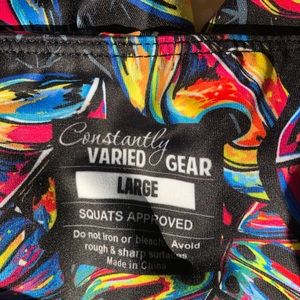 Constantly
VARIED GEAR
LARGE
SQUATS APPROVED
Do not iron or bleach. Avoid
rough & sharp surfaces
Made in China